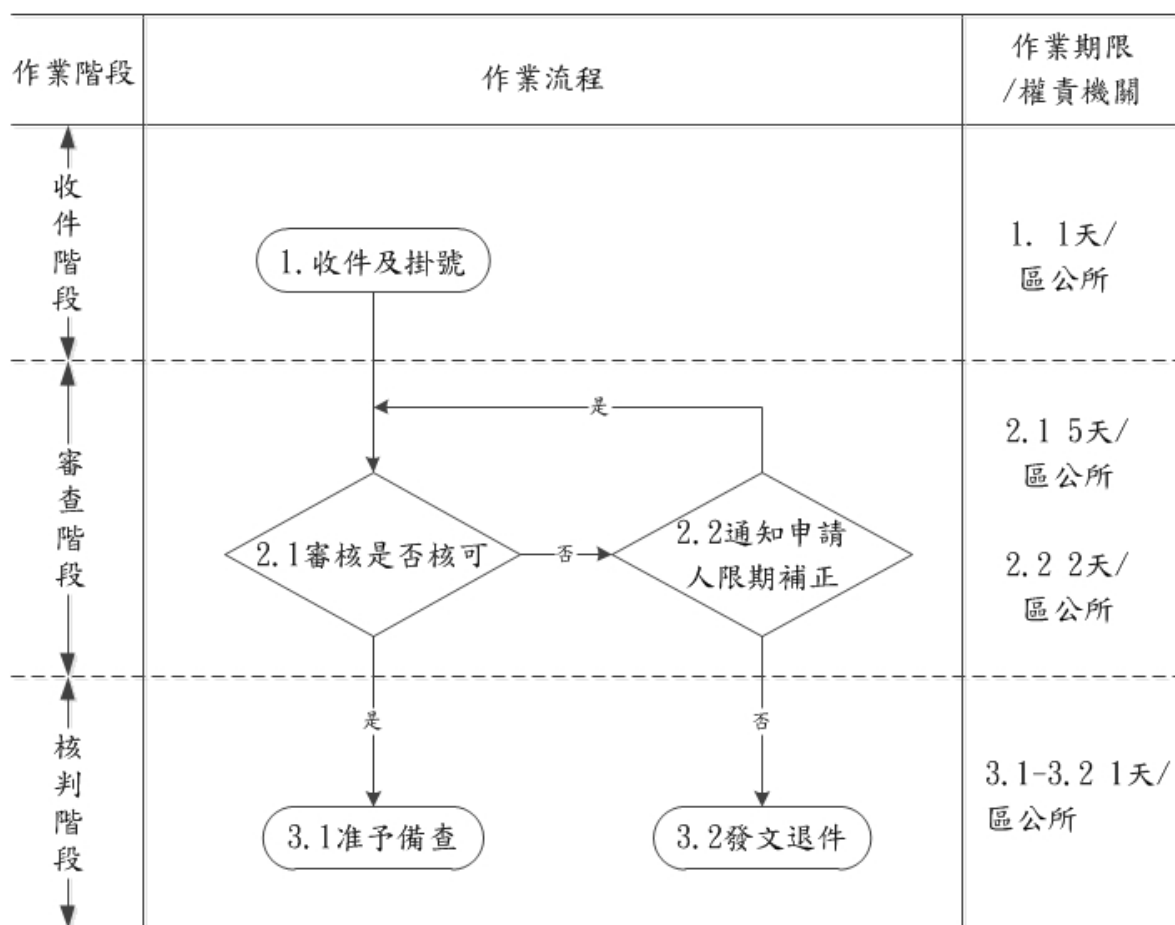 作業階段
作業流程
作業期限
/權責機關
收件階段
1.收件及掛號
1. 1天/
區公所
審查階段
是
2.1審核是否核可
否
2.2通知申請
人限期補正
2.1 5天/
區公所
2.2 2天/
區公所
核判階段
是
否
3.1准予備查
3.2發文退件
3.1-3.2 1天/
區公所